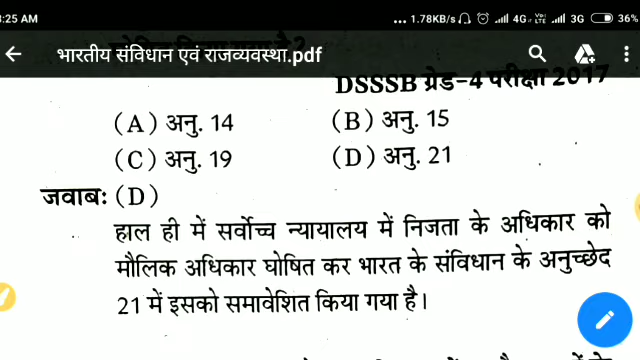 :25 AM ... 1.78KB/s 4G VoLTE 3G 36%
भारतीय संविधान एवं राजव्यवस्था.pdf
DSSSB ग्रेड-4 परीक्षा 2017
(A) अनु. 14 (B) अनु. 15
(C) अनु. 19 (D) अनु. 21
जवाबः (D)
हाल ही में सर्वोच्च न्यायालय में निजता के अधिकार को
मौलिक अधिकार घोषित कर भारत के संविधान के अनुच्छेद
21 में इसको समावेशित किया गया है।